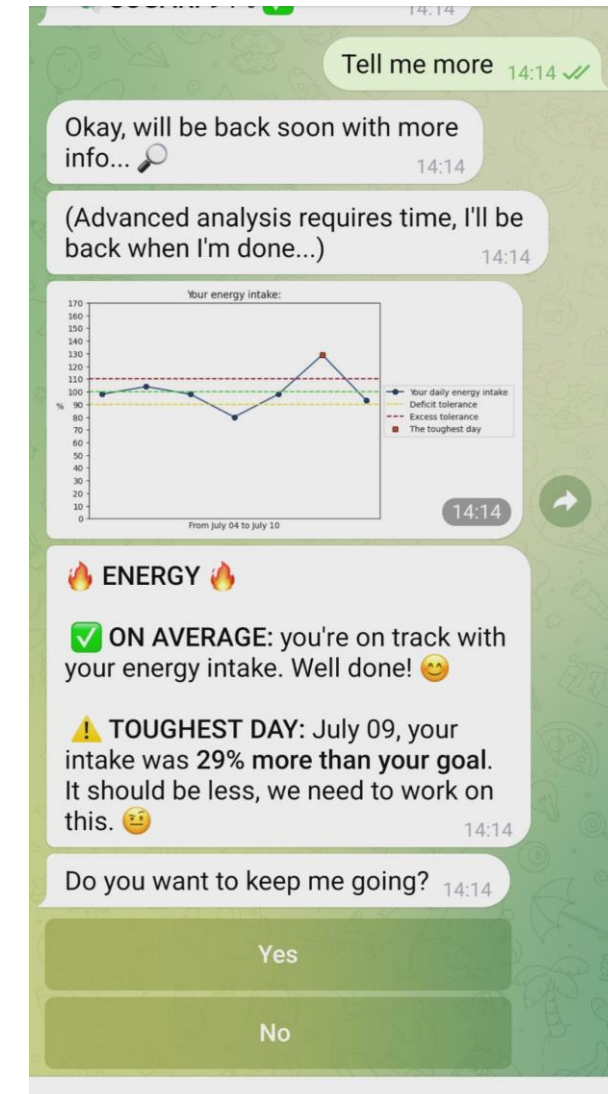 14:14
Tell me more 14:14
Okay, will be back soon with more
info... 14:14
(Advanced analysis requires time, I'll be
back when I'm done...) 14:14
Your energy intake:
170
160
150
140
130
120
110
100
90
80
70
60
50
40
30
20
10
0
%
Your daily energy intake
Deficit tolerance
Excess tolerance
The toughest day
From July 04 to July 10
14:14
ENERGY
ON AVERAGE: you're on track with
your energy intake. Well done!
TOUGHEST DAY: July 09, your
intake was 29% more than your goal.
It should be less, we need to work on
this. 14:14
Do you want to keep me going? 14:14
Yes
No